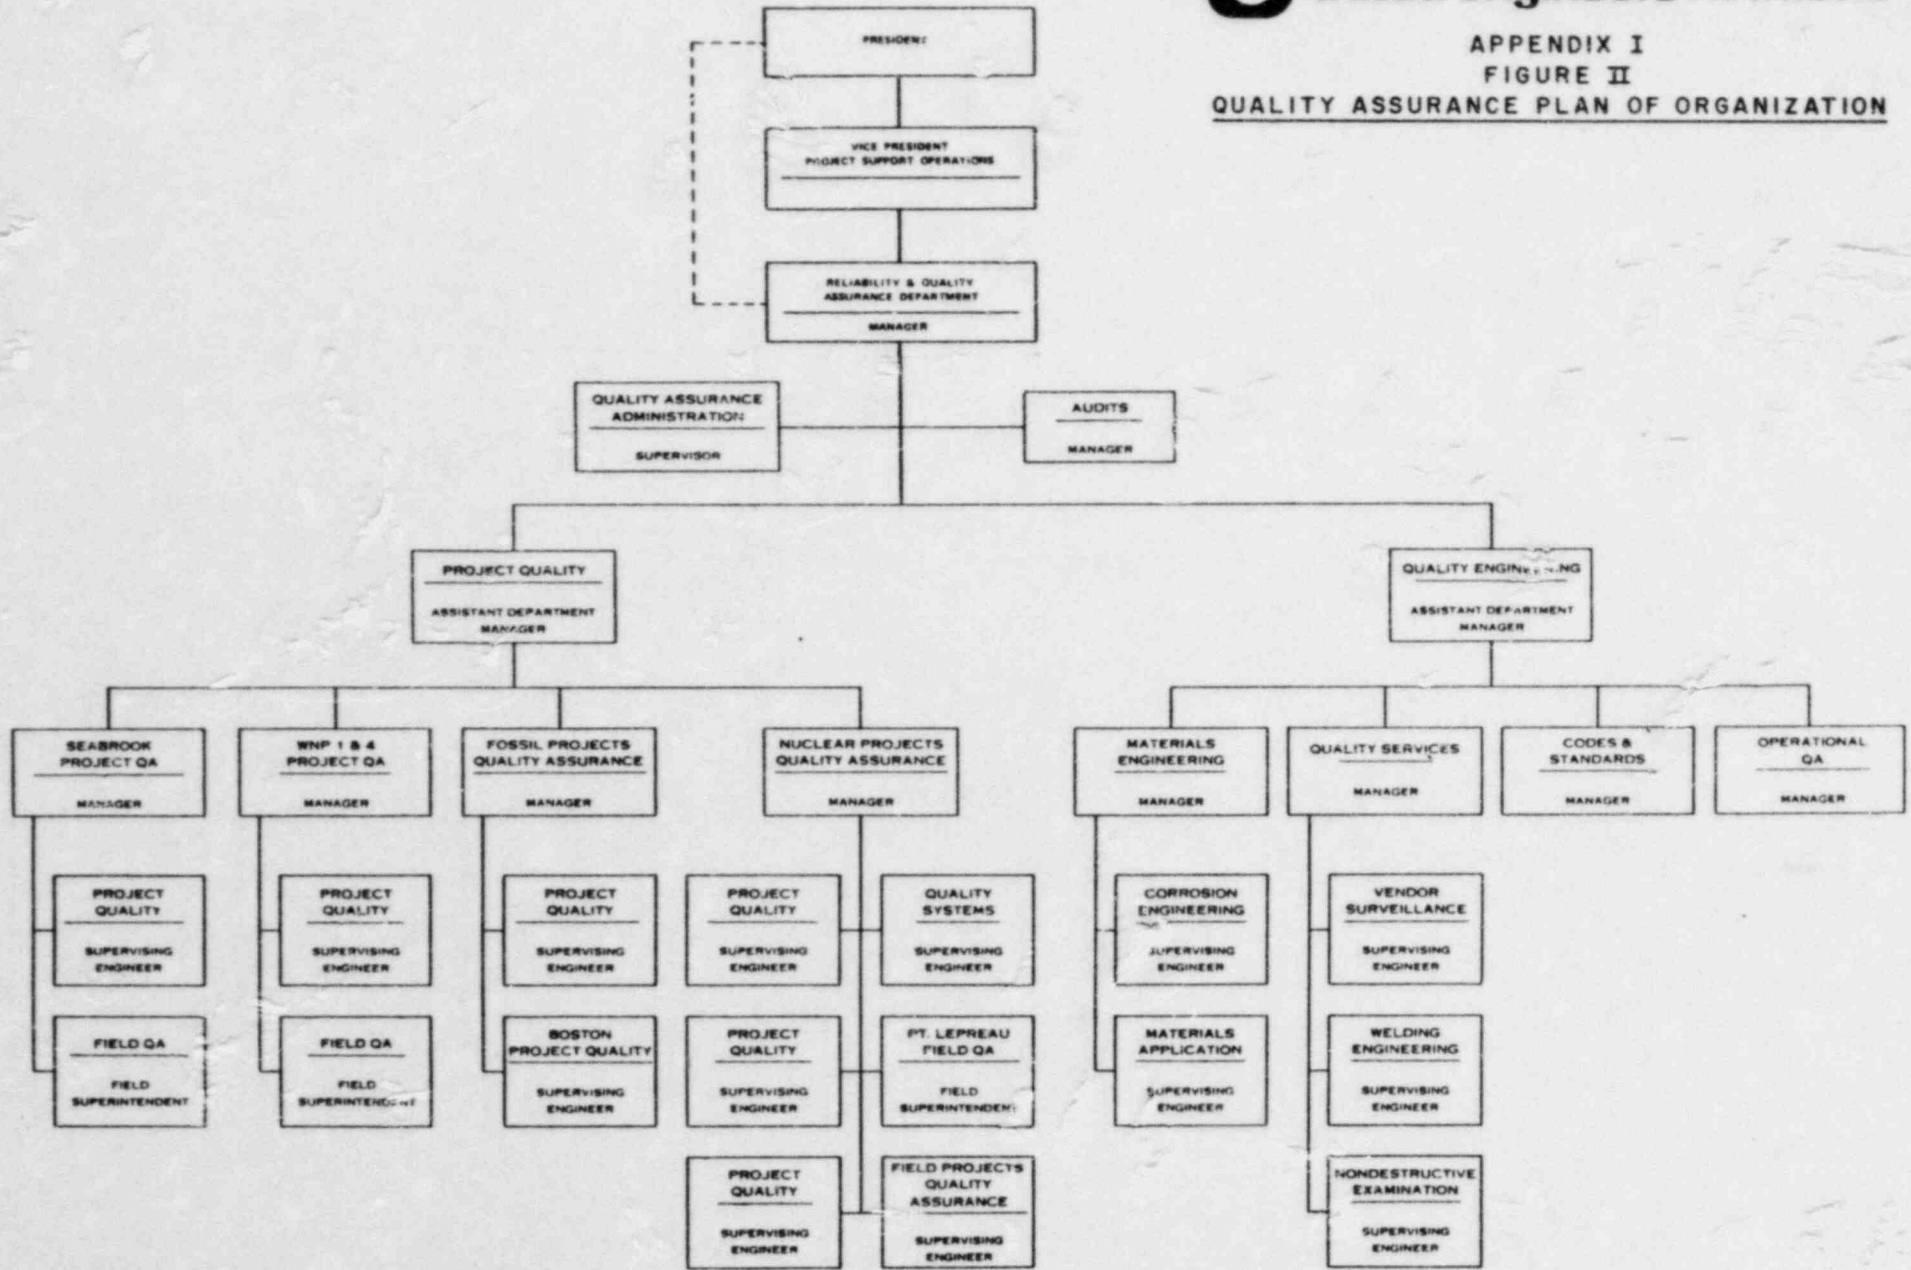 APPENDIX I
FIGURE II
QUALITY ASSURANCE PLAN OF ORGANIZATION
PRESIDENT
VICE PRESIDENT
PROJECT SUPPORT OPERATIONS
RELIABILITY & QUALITY
ASSURANCE DEPARTMENT
MANAGER
QUALITY ASSURANCE
ADMINISTRATION
SUPERVISOR
AUDITS
MANAGER
PROJECT QUALITY
ASSISTANT DEPARTMENT
MANAGER
QUALITY ENGINEERING
ASSISTANT DEPARTMENT
MANAGER
SEABROOK
PROJECT QA
MANAGER
WNP 1 & 4
PROJECT QA
MANAGER
FOSSIL PROJECTS
QUALITY ASSURANCE
MANAGER
NUCLEAR PROJECTS
QUALITY ASSURANCE
MANAGER
MATERIALS
ENGINEERING
MANAGER
QUALITY SERVICES
MANAGER
CODES &
STANDARDS
MANAGER
OPERATIONAL
QA
MANAGER
PROJECT
QUALITY
SUPERVISING
ENGINEER
PROJECT
QUALITY
SUPERVISING
ENGINEER
PROJECT
QUALITY
SUPERVISING
ENGINEER
PROJECT
QUALITY
SUPERVISING
ENGINEER
QUALITY
SYSTEMS
SUPERVISING
ENGINEER
CORROSION
ENGINEERING
SUPERVISING
ENGINEER
VENDOR
SURVEILLANCE
SUPERVISING
ENGINEER
FIELD QA
FIELD
SUPERINTENDENT
FIELD QA
FIELD
SUPERINTENDENT
BOSTON
PROJECT QUALITY
SUPERVISING
ENGINEER
PROJECT
QUALITY
SUPERVISING
ENGINEER
PT. LEPREAU
FIELD QA
FIELD
SUPERINTENDENT
MATERIALS
APPLICATION
SUPERVISING
ENGINEER
WELDING
ENGINEERING
SUPERVISING
ENGINEER
PROJECT
QUALITY
SUPERVISING
ENGINEER
FIELD PROJECTS
QUALITY
ASSURANCE
SUPERVISING
ENGINEER
NONDESTRUCTIVE
EXAMINATION
SUPERVISING
ENGINEER